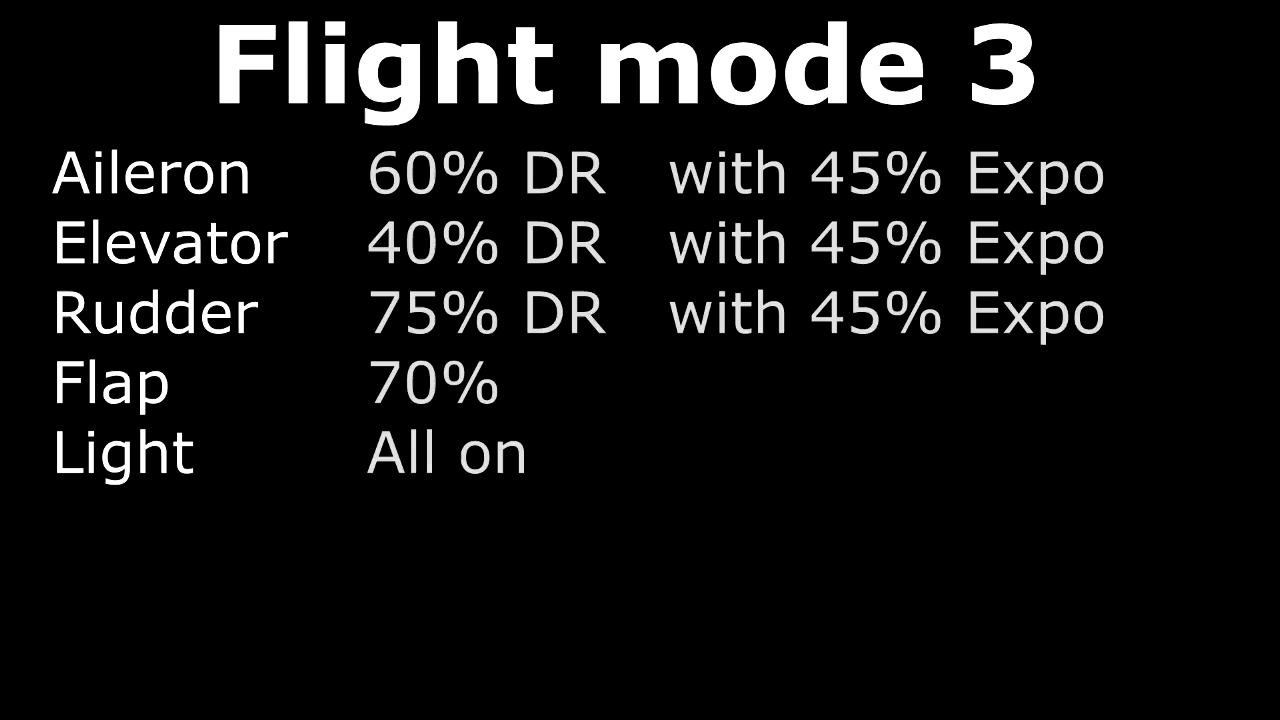 Flight mode 3
Aileron 60% DR with 45% Expo
Elevator 40% DR with 45% Expo
Rudder 75% DR with 45% Expo
Flap 70%
Light All on